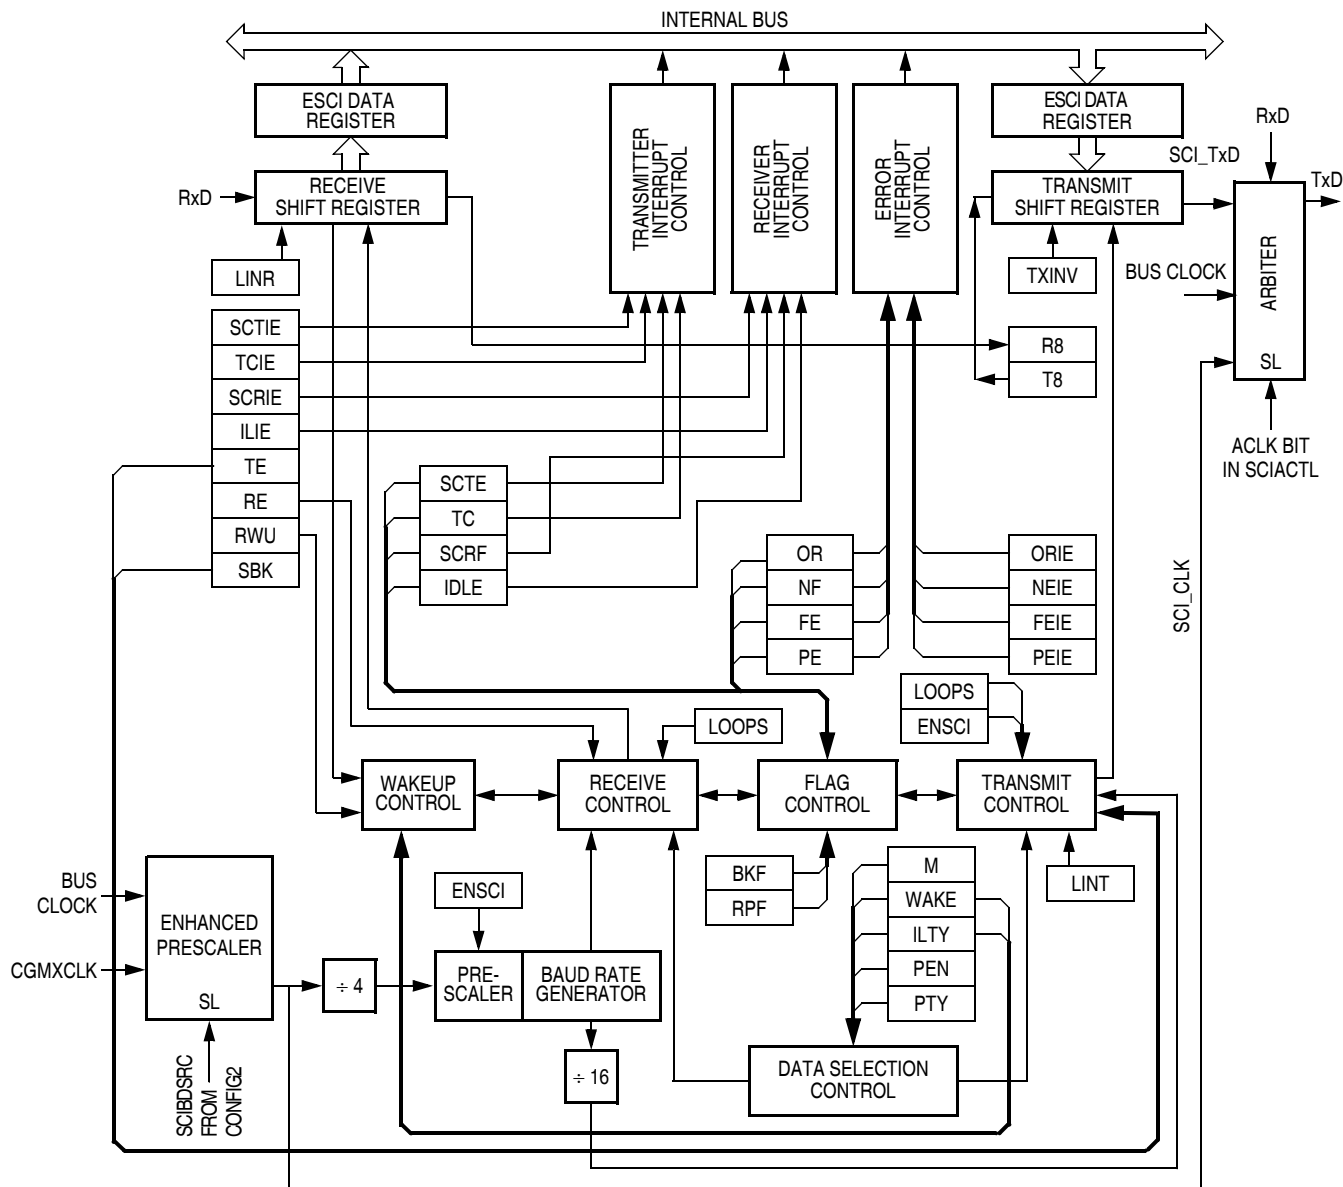 INTERNAL BUS
ESCI DATA
REGISTER
RECEIVE
SHIFT REGISTER
RxD
LINR
TRANSMITTER
INTERRUPT
CONTROL
RECEIVER
INTERRUPT
CONTROL
ERROR
INTERRUPT
CONTROL
ESCI DATA
REGISTER
TRANSMIT
SHIFT REGISTER
TXINV
SCI_TxD
RxD
TxD
BUS CLOCK
ARBITER
SL
ACLK BIT
IN SCIACTL
R8
T8
SCTIE
TCIE
SCRIE
ILIE
TE
RE
RWU
SBK
SCTE
TC
SCRF
IDLE
OR
NF
FE
PE
ORIE
NEIE
FEIE
PEIE
SCI_CLK
LOOPS
LOOPS
ENSCI
WAKEUP
CONTROL
RECEIVE
CONTROL
FLAG
CONTROL
TRANSMIT
CONTROL
BKF
RPF
M
WAKE
ILTY
PEN
PTY
LINT
BUS
CLOCK
CGMXCLK
ENHANCED
PRESCALER
SL
SCIBDSRC
FROM
CONFIG2
÷ 4
ENSCI
PRE-
SCALER
BAUD RATE
GENERATOR
÷ 16
DATA SELECTION
CONTROL